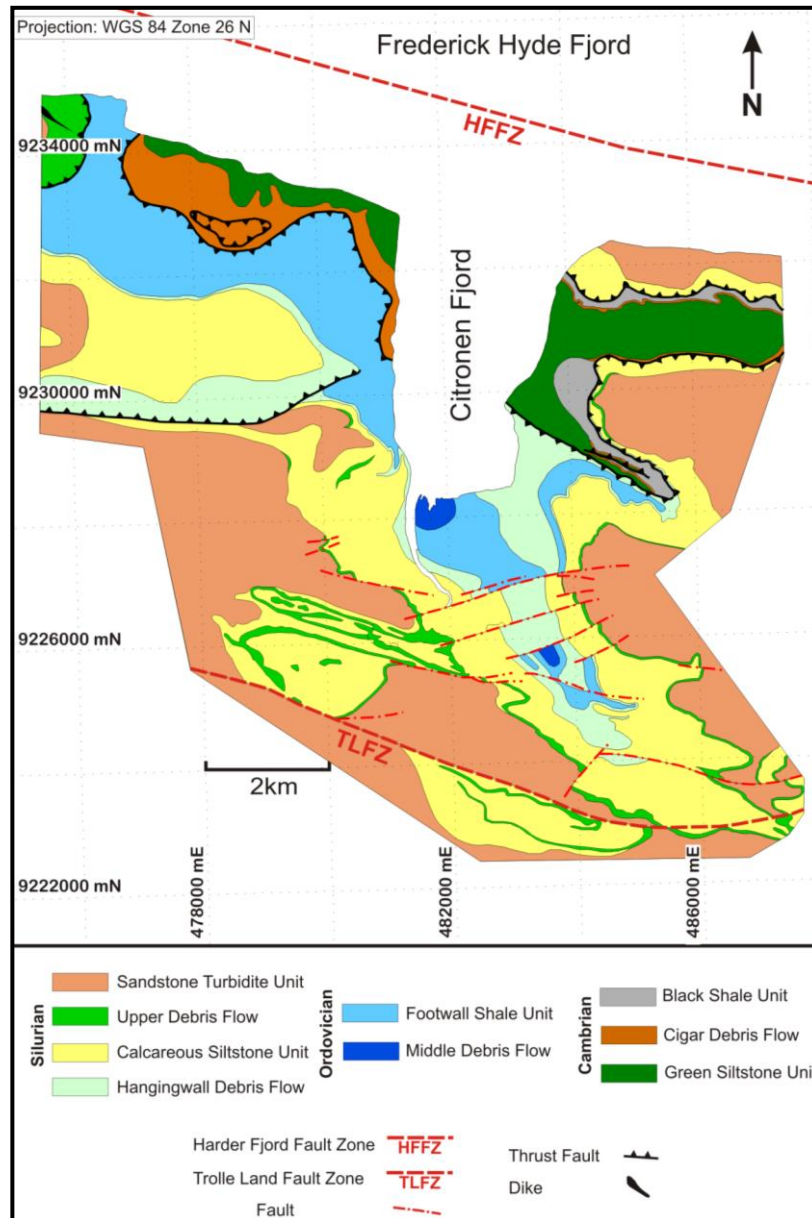 Projection: WGS 84 Zone 26 N
Frederick Hyde Fjord
N
HFFZ
9234000 mN
Citronen Fjord
9230000 mN
9226000 mN
TLFZ
2km
478000 mE
482000 mE
486000 mE
9222000 mN
Silurian
Sandstone Turbidite Unit
Upper Debris Flow
Calcareous Siltstone Unit
Hangingwall Debris Flow
Ordovician
Footwall Shale Unit
Middle Debris Flow
Cambrian
Black Shale Unit
Cigar Debris Flow
Green Siltstone Unit
Harder Fjord Fault Zone HFFZ
Trolle Land Fault Zone TLFZ
Fault
Thrust Fault
Dike